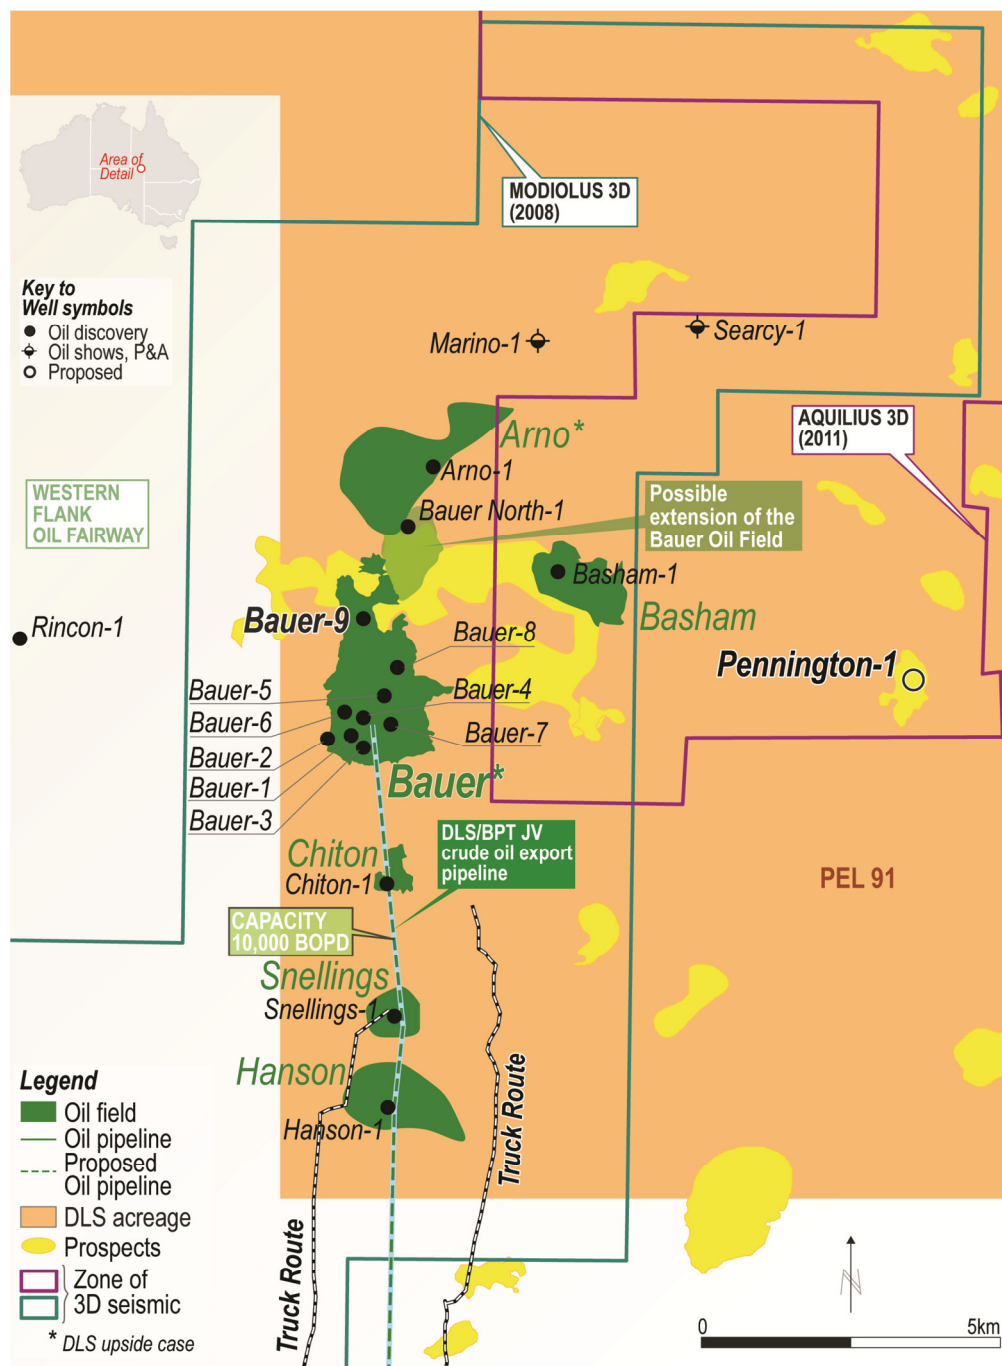 Area of
Detail
MODIOLUS 3D
(2008)
Key to
Well symbols
Oil discovery
Oil shows, P&A
Proposed
Marino-1
Searcy-1
AQUILIUS 3D
(2011)
Arno*
Arno-1
WESTERN
FLANK
OIL FAIRWAY
Bauer North-1
Possible
extension of the
Bauer Oil Field
Basham-1
Basham
Rincon-1
Bauer-9
Bauer-8
Pennington-1
Bauer-5
Bauer-4
Bauer-6
Bauer-7
Bauer-2
Bauer-1
Bauer*
Bauer-3
DLS/BPT JV
crude oil export
pipeline
Chiton
Chiton-1
PEL 91
CAPACITY
10,000 BOPD
Snellings
Snellings-1
Hanson
Hanson-1
Truck Route
Truck Route
Legend
Oil field
Oil pipeline
Proposed
Oil pipeline
DLS acreage
Prospects
Zone of
3D seismic
* DLS upside case
N
0
5km